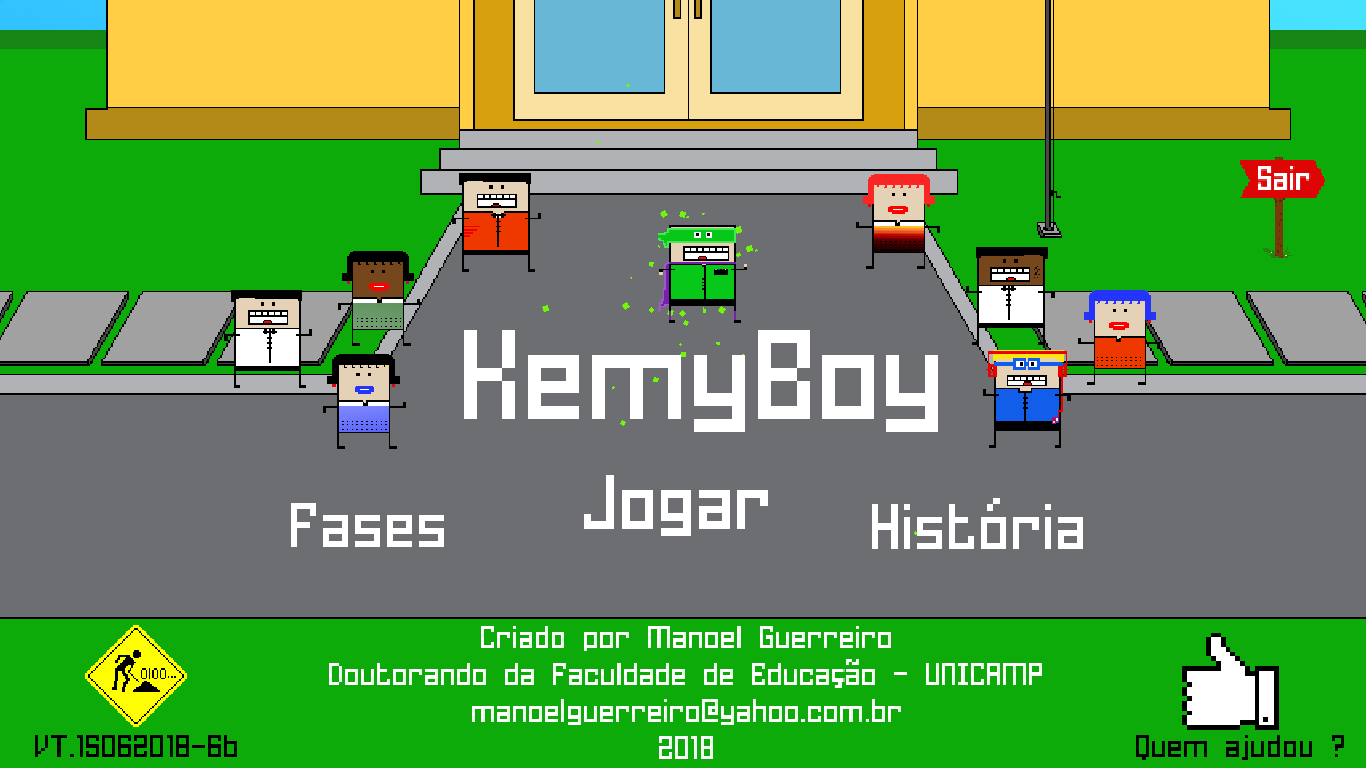 Sair
KemyBoy
Jogar
Fases
História
Criado por Manoel Guerreiro
Doutorando da Faculdade de Educação - UNICAMP
manoelguerreiro@yahoo.com.br
2018
0100...
VT.15062018-6b
Quem ajudou ?